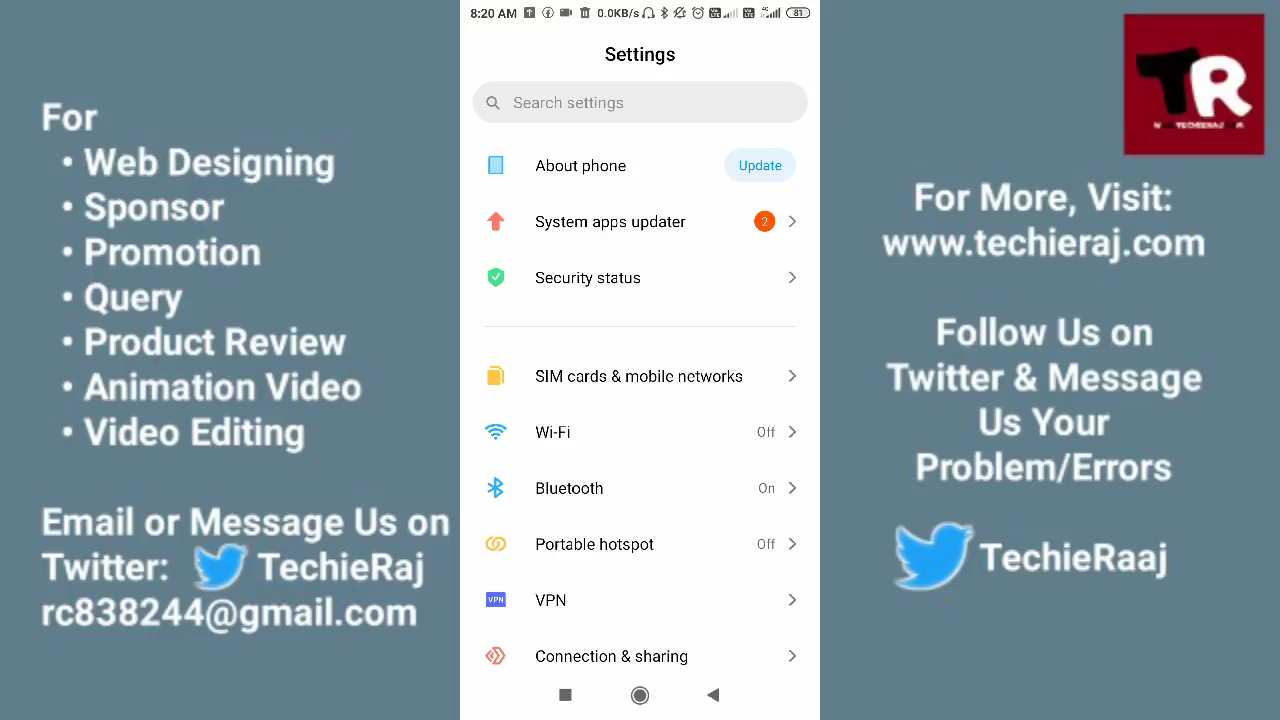 For
• Web Designing
• Sponsor
• Promotion
• Query
• Product Review
• Animation Video
• Video Editing
Email or Message Us on
Twitter: TechieRaj
rc838244@gmail.com
8:20 AM 0.0KB/s 4G 81
Settings
Search settings
About phone Update
System apps updater 2
Security status
SIM cards & mobile networks
Wi-Fi Off
Bluetooth On
Portable hotspot Off
VPN VPN
Connection & sharing
TR
For More, Visit:
www.techieraj.com
Follow Us on
Twitter & Message
Us Your
Problem/Errors
TechieRaaj